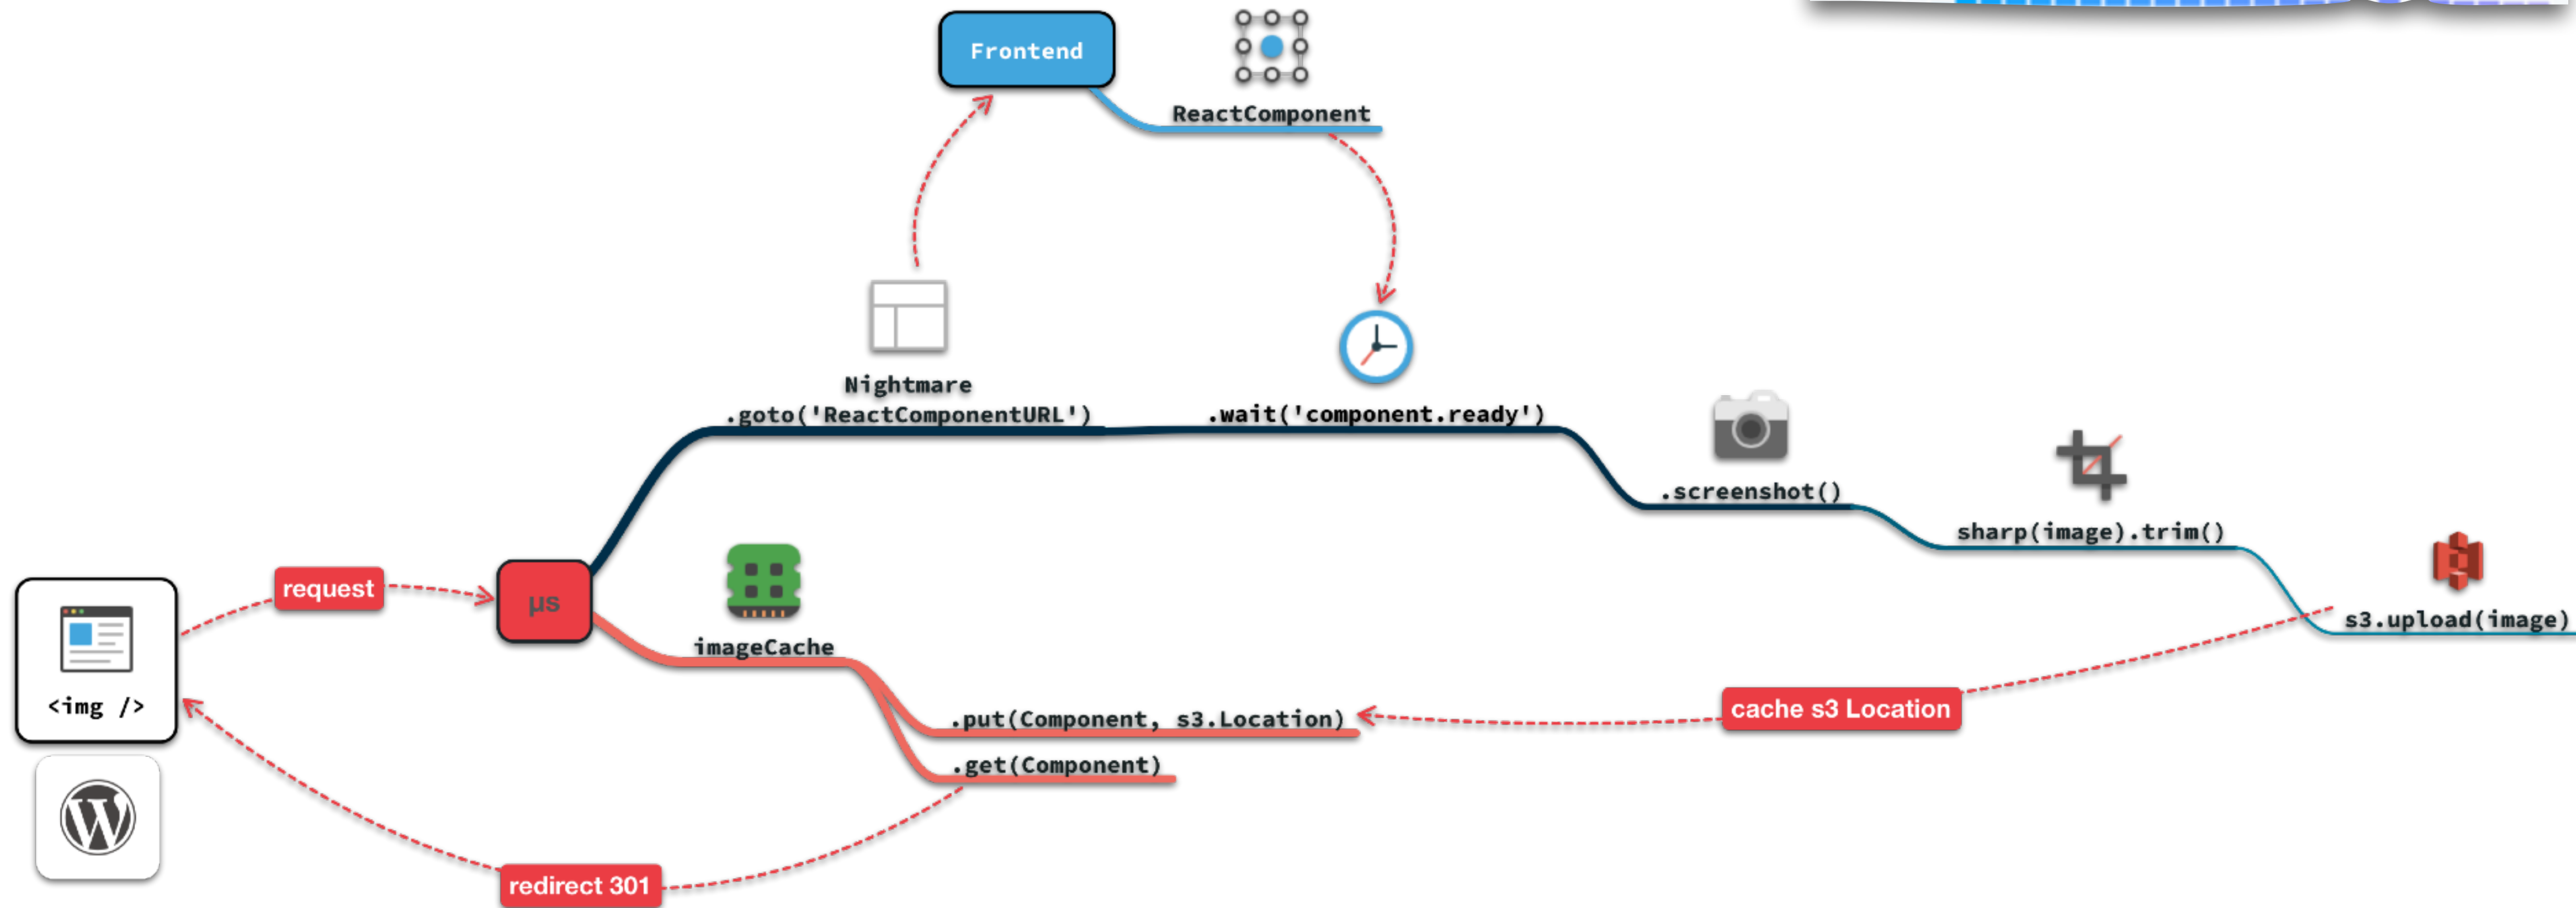 Frontend
ReactComponent
Nightmare
.goto('ReactComponentURL')
.wait('component.ready')
.screenshot()
sharp(image).trim()
s3.upload(image)
request
μs
<img />
imageCache
.put(Component, s3.Location)
.get(Component)
cache s3 Location
redirect 301